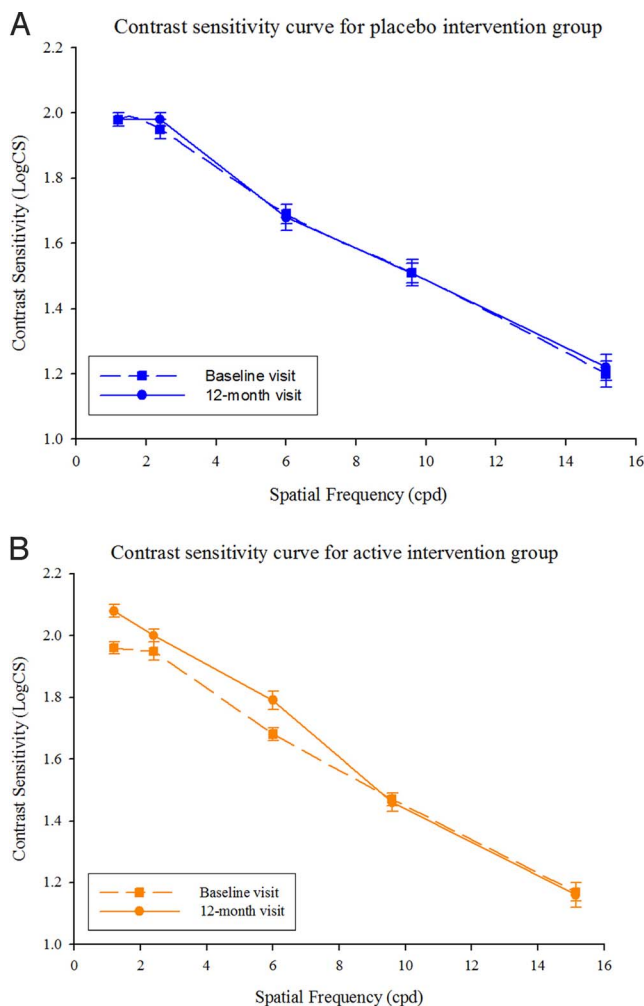 A
Contrast sensitivity curve for placebo intervention group
2.2
2.0
1.8
1.6
1.4
1.2
1.0
Contrast Sensitivity (LogCS)
Baseline visit
12-month visit
0 2 4 6 8 10 12 14 16
Spatial Frequency (cpd)
B
Contrast sensitivity curve for active intervention group
2.2
2.0
1.8
1.6
1.4
1.2
1.0
Contrast Sensitivity (LogCS)
Baseline visit
12-month visit
0 2 4 6 8 10 12 14 16
Spatial Frequency (cpd)